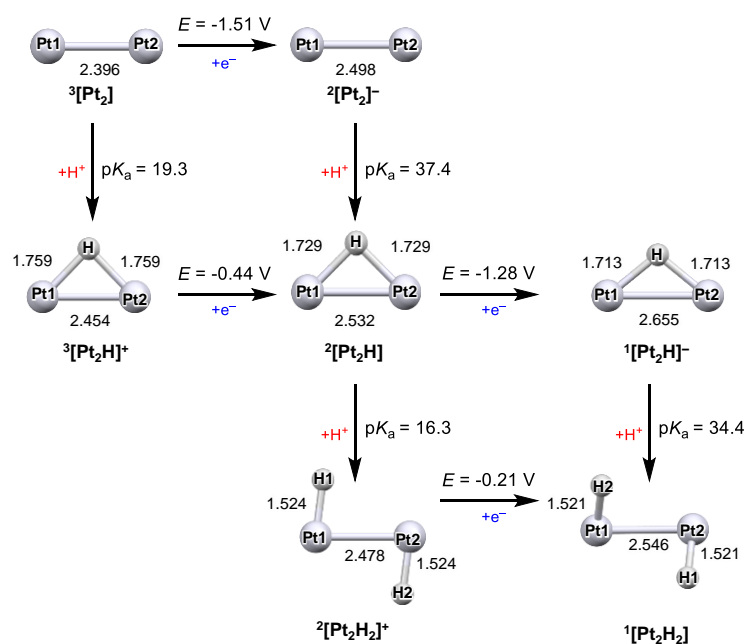 Pt1 Pt2 E = -1.51 V Pt1 Pt2
2.396 +e⁻ 2.498
³[Pt₂] ²[Pt₂]⁻
+H⁺ pKₐ = 19.3 +H⁺ pKₐ = 37.4
H H H
1.759 1.759 1.729 1.729 1.713 1.713
E = -0.44 V E = -1.28 V
Pt1 Pt2 +e⁻ Pt1 Pt2 +e⁻ Pt1 Pt2
2.454 2.532 2.655
³[Pt₂H]⁺ ²[Pt₂H] ¹[Pt₂H]⁻
+H⁺ pKₐ = 16.3 +H⁺ pKₐ = 34.4
H1 H2
1.524 E = -0.21 V 1.521
Pt1 Pt2 +e⁻ Pt1 Pt2
2.478 1.524 2.546 1.521
H2 H1
²[Pt₂H₂]⁺ ¹[Pt₂H₂]